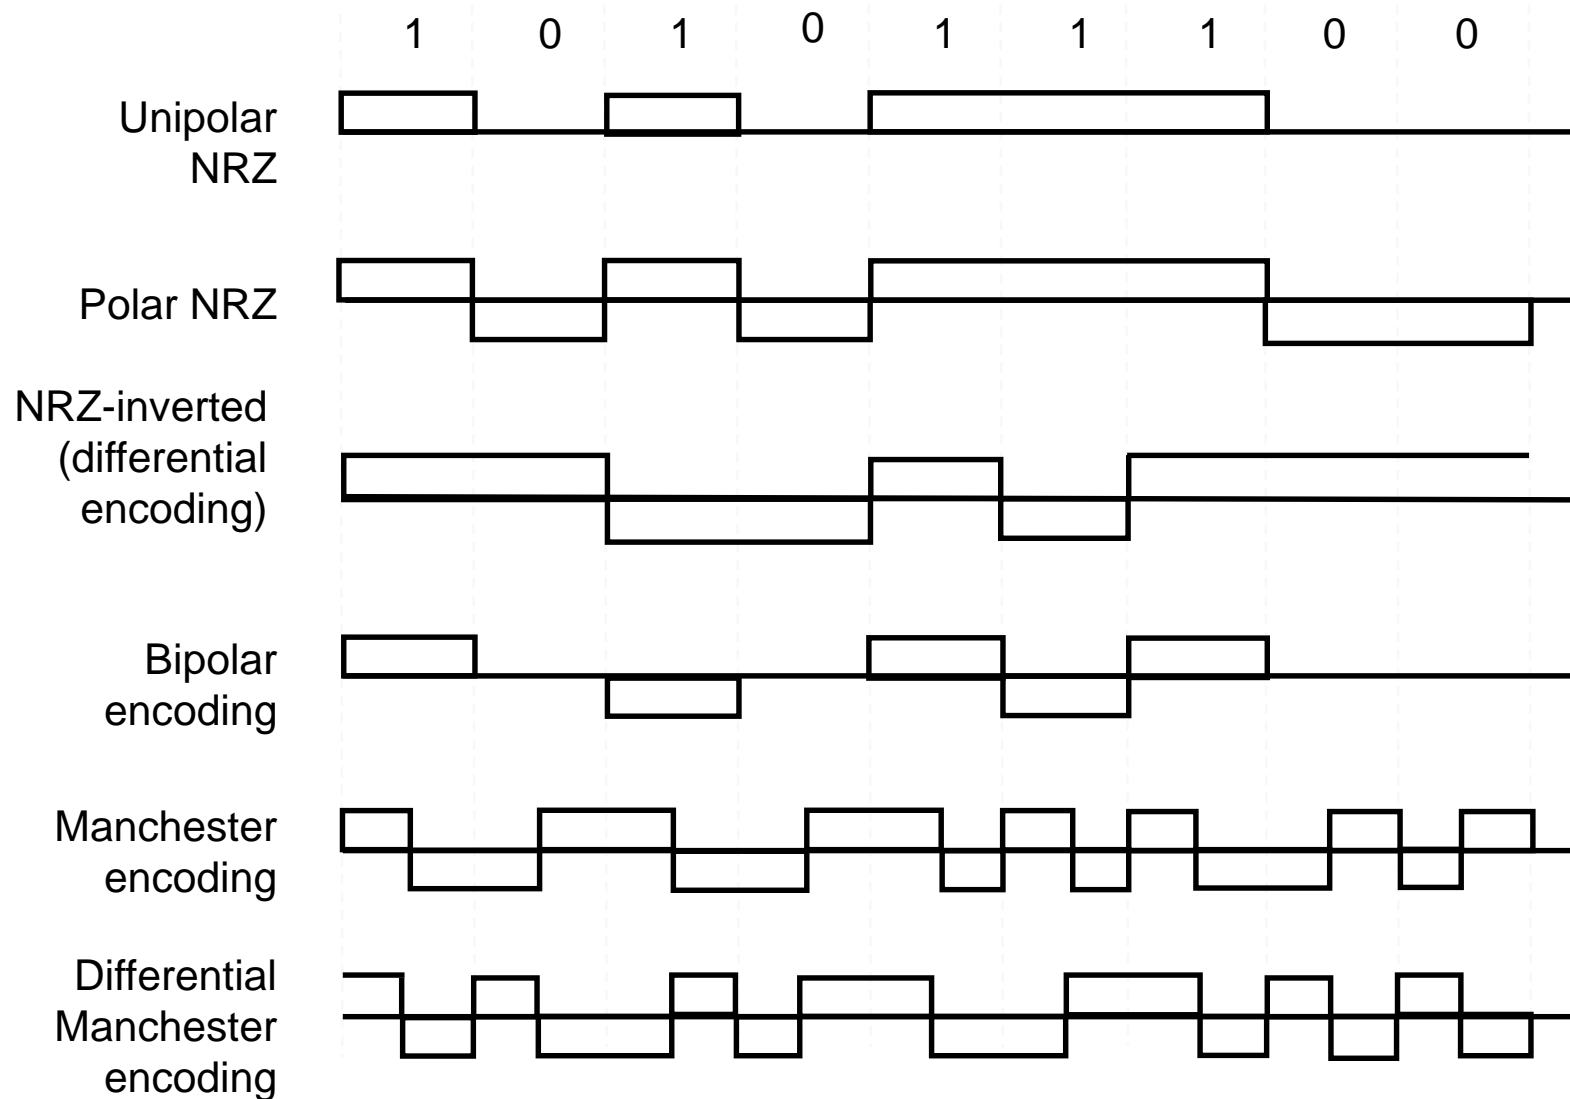 1 0 1 0 1 1 1 0 0
Unipolar
NRZ
Polar NRZ
NRZ-inverted
(differential
encoding)
Bipolar
encoding
Manchester
encoding
Differential
Manchester
encoding